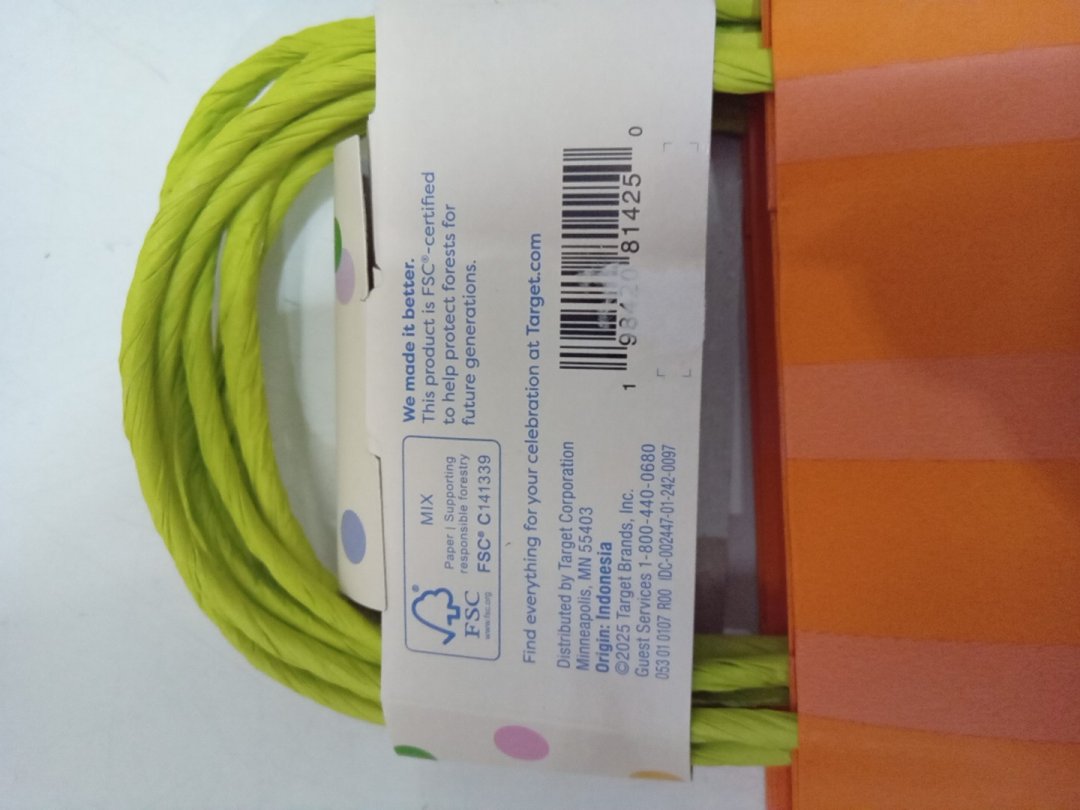 We made it better.
This product is FSC®-certified
to help protect forests for
future generations.
MIX
Paper | Supporting
responsible forestry
FSC® C141339
FSC
www.fsc.org
Find everything for your celebration at Target.com
Distributed by Target Corporation
Minneapolis, MN 55403
Origin: Indonesia
©2025 Target Brands, Inc.
Guest Services 1-800-440-0680
053 01 0107 R00 IDC-002447-01-242-0097
1 98420 81425 0